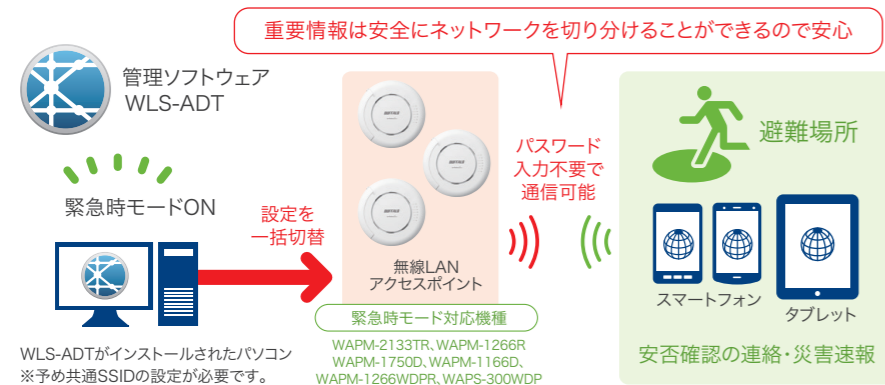 重要情報は安全にネットワークを切り分けることができるので安心
管理ソフトウェア
WLS-ADT
緊急時モードON
設定を
一括切替
WLS-ADTがインストールされたパソコン
※予め共通SSIDの設定が必要です。
BUFFALO
BUFFALO
BUFFALO
無線LAN
アクセスポイント
緊急時モード対応機種
WAPM-2133TR、WAPM-1266R
WAPM-1750D、WAPM-1166D、
WAPM-1266WDPR、WAPS-300WDP
パスワード
入力不要で
通信可能
避難場所
スマートフォン
タブレット
安否確認の連絡・災害速報